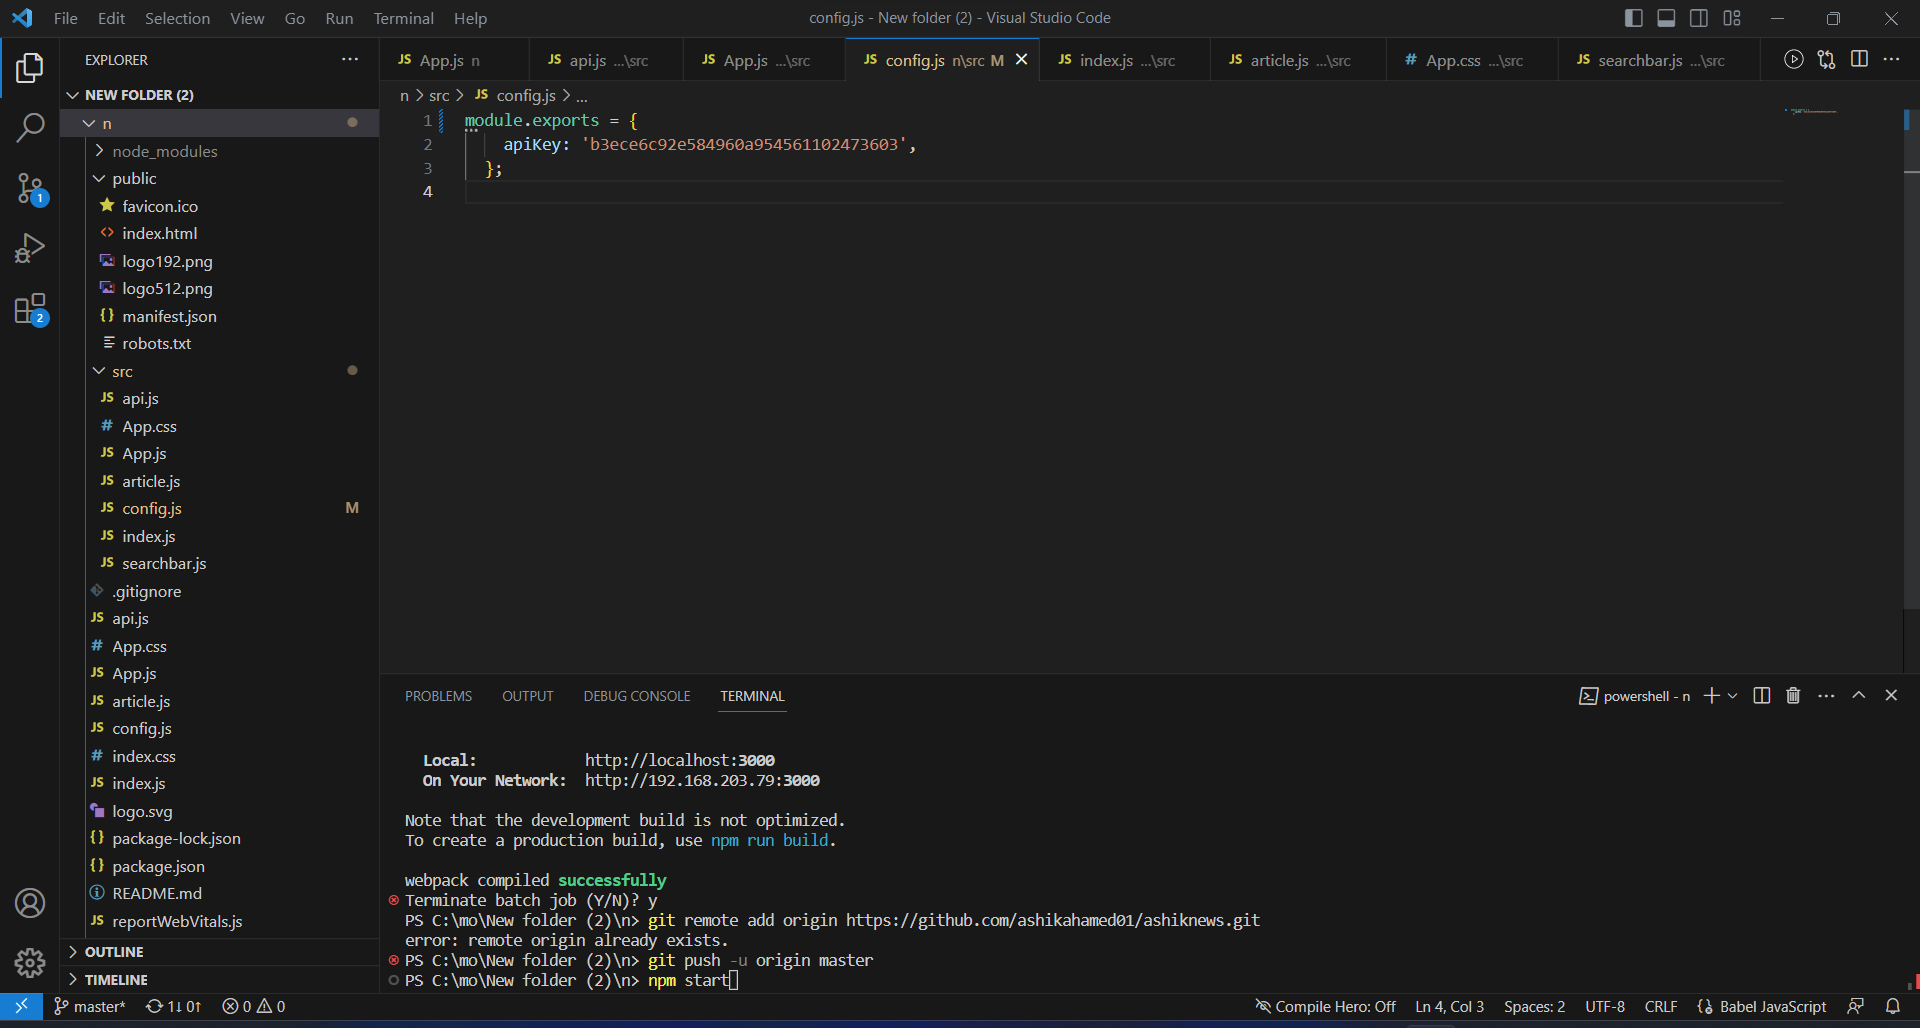 File Edit Selection View Go Run Terminal Help
config.js - New folder (2) - Visual Studio Code
EXPLORER
NEW FOLDER (2)
n
node_modules
public
favicon.ico
index.html
logo192.png
logo512.png
manifest.json
robots.txt
src
api.js
App.css
App.js
article.js
config.js M
index.js
searchbar.js
.gitignore
api.js
App.css
App.js
article.js
config.js
index.css
index.js
logo.svg
package-lock.json
package.json
README.md
reportWebVitals.js
OUTLINE
TIMELINE
1
2
JS App.js n
JS api.js ...\src
JS App.js ...\src
JS config.js n\src M
JS index.js ...\src
JS article.js ...\src
# App.css ...\src
JS searchbar.js ...\src
n > src > JS config.js > ...
1 module.exports = {
2 apiKey: 'b3ece6c92e584960a954561102473603',
3 };
4
PROBLEMS OUTPUT DEBUG CONSOLE TERMINAL
powershell - n
Local: http://localhost:3000
On Your Network: http://192.168.203.79:3000
Note that the development build is not optimized.
To create a production build, use npm run build.
webpack compiled successfully
Terminate batch job (Y/N)? y
PS C:\mo\New folder (2)\n> git remote add origin https://github.com/ashikahamed01/ashiknews.git
error: remote origin already exists.
PS C:\mo\New folder (2)\n> git push -u origin master
PS C:\mo\New folder (2)\n> npm start
master* 1↓ 0↑ 0 0
Compile Hero: Off Ln 4, Col 3 Spaces: 2 UTF-8 CRLF Babel JavaScript